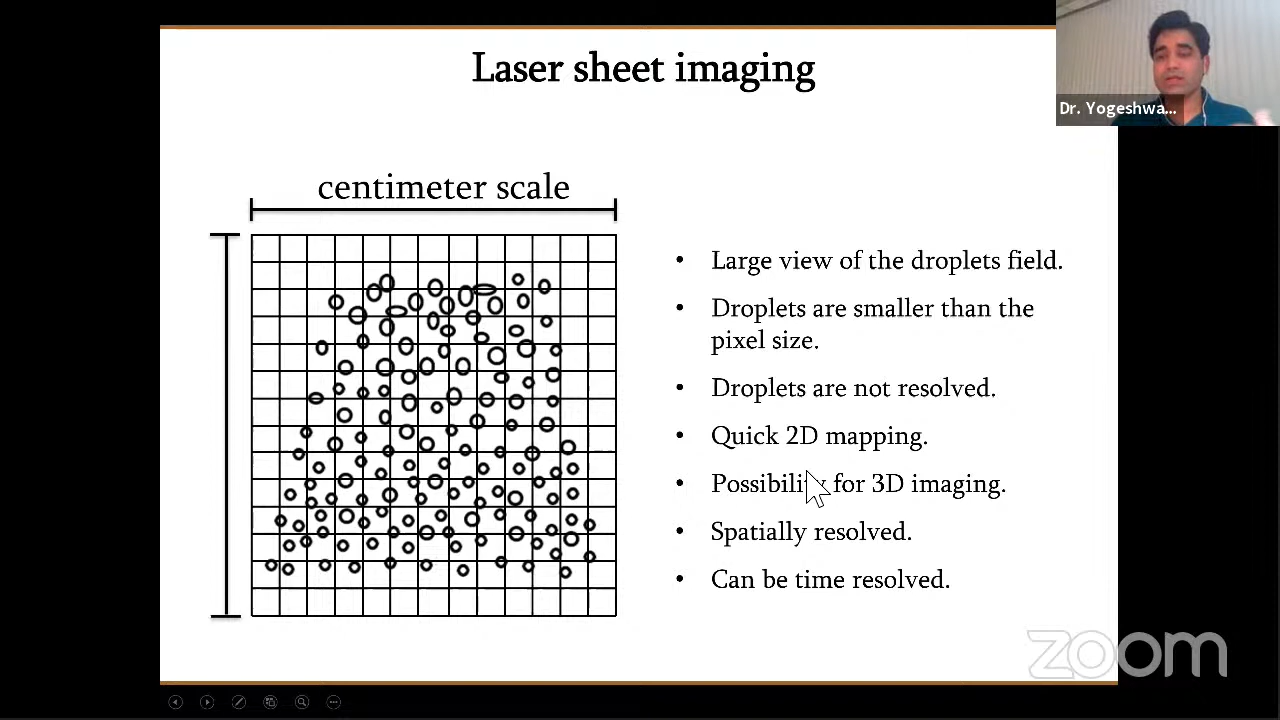 Laser sheet imaging
Dr. Yogeshwa...
centimeter scale
• Large view of the droplets field.
• Droplets are smaller than the
pixel size.
• Droplets are not resolved.
• Quick 2D mapping.
• Possibility for 3D imaging.
• Spatially resolved.
• Can be time resolved.
zoom